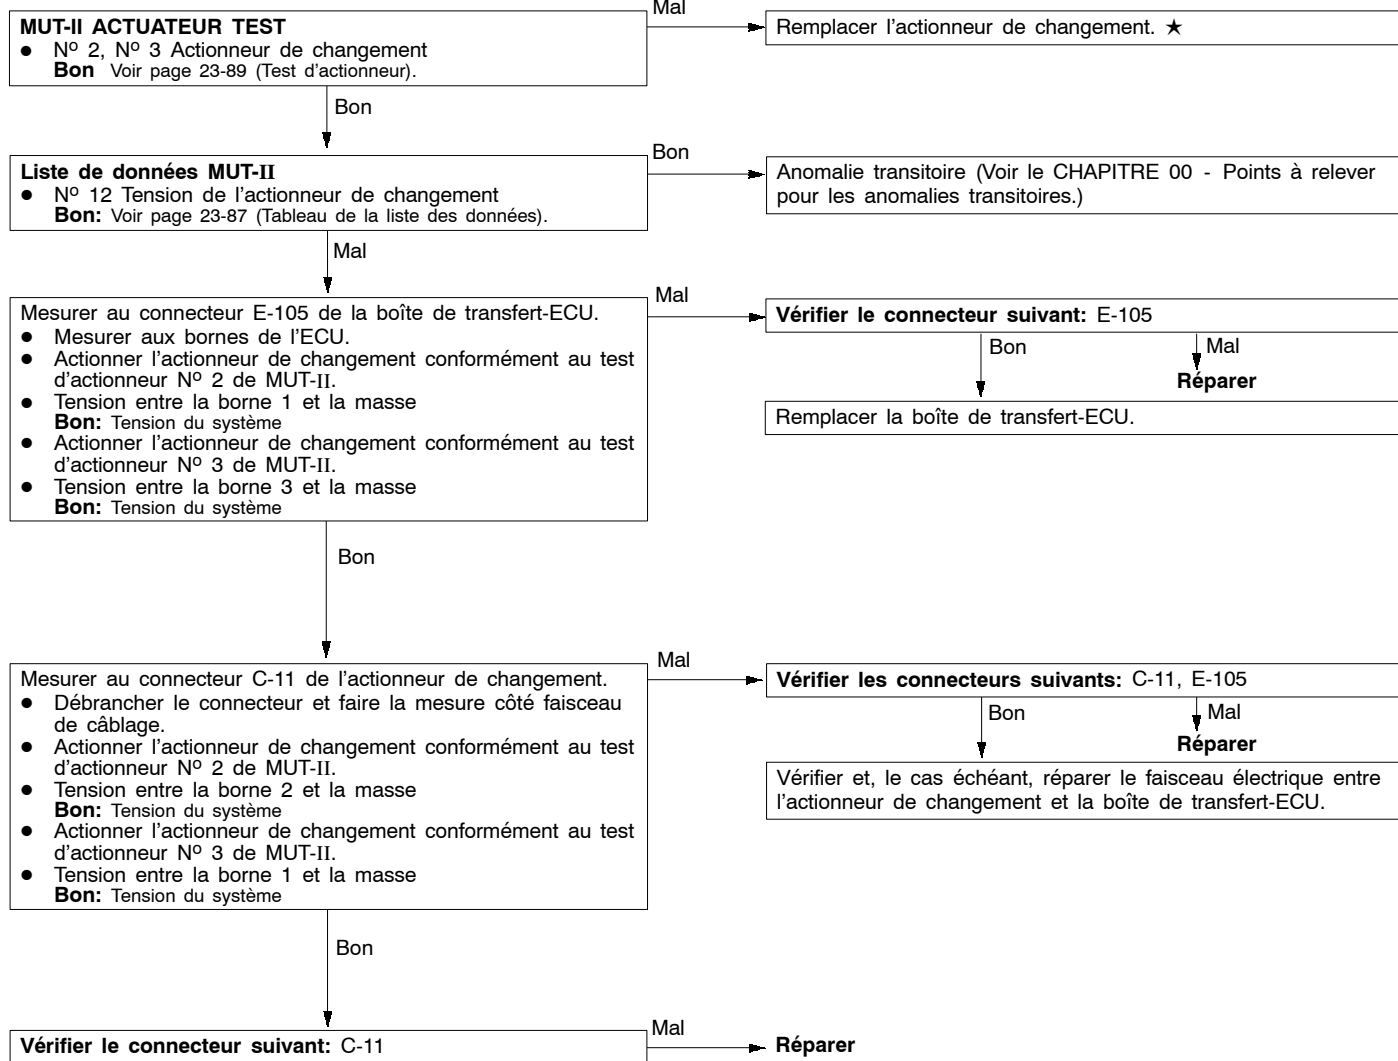 MUT-II ACTUATEUR TEST
● Nº 2, Nº 3 Actionneur de changement
Bon Voir page 23-89 (Test d'actionneur).
Mal
Remplacer l'actionneur de changement. ★
Bon
Liste de données MUT-II
● Nº 12 Tension de l'actionneur de changement
Bon: Voir page 23-87 (Tableau de la liste des données).
Bon
Anomalie transitoire (Voir le CHAPITRE 00 - Points à relever
pour les anomalies transitoires.)
Mal
Mesurer au connecteur E-105 de la boîte de transfert-ECU.
● Mesurer aux bornes de l'ECU.
● Actionner l'actionneur de changement conformément au test
d'actionneur Nº 2 de MUT-II.
● Tension entre la borne 1 et la masse
Bon: Tension du système
● Actionner l'actionneur de changement conformément au test
d'actionneur Nº 3 de MUT-II.
● Tension entre la borne 3 et la masse
Bon: Tension du système
Mal
Vérifier le connecteur suivant: E-105
Bon
Mal
Réparer
Remplacer la boîte de transfert-ECU.
Bon
Mesurer au connecteur C-11 de l'actionneur de changement.
● Débrancher le connecteur et faire la mesure côté faisceau
de câblage.
● Actionner l'actionneur de changement conformément au test
d'actionneur Nº 2 de MUT-II.
● Tension entre la borne 2 et la masse
Bon: Tension du système
● Actionner l'actionneur de changement conformément au test
d'actionneur Nº 3 de MUT-II.
● Tension entre la borne 1 et la masse
Bon: Tension du système
Mal
Vérifier les connecteurs suivants: C-11, E-105
Bon
Mal
Réparer
Vérifier et, le cas échéant, réparer le faisceau électrique entre
l'actionneur de changement et la boîte de transfert-ECU.
Bon
Vérifier le connecteur suivant: C-11
Mal
Réparer